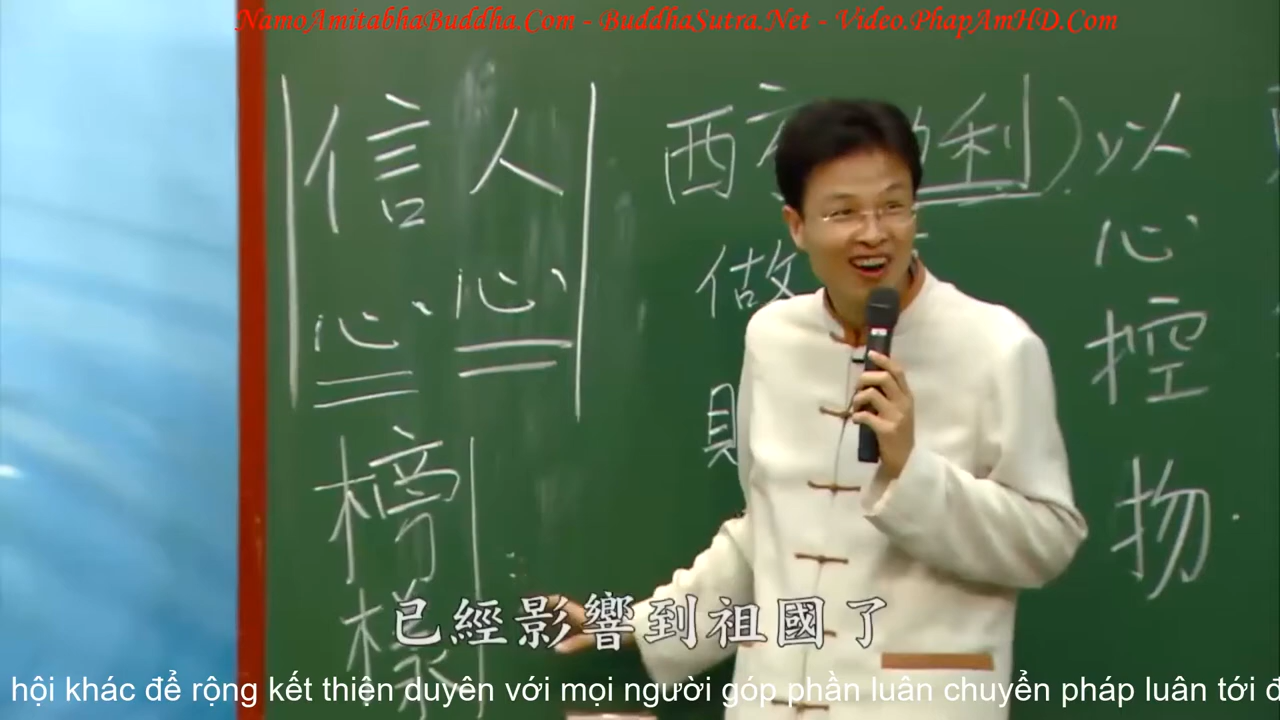 NamoAmitabhaBuddha.Com - BuddhaSutra.Net - Video.PhapAmHD.Com
信心
人心
榜樣
西
利)
做
以心控物
已經影響到祖國了
hội khác để rộng kết thiện duyên với mọi người góp phần luân chuyển pháp luân tới đ